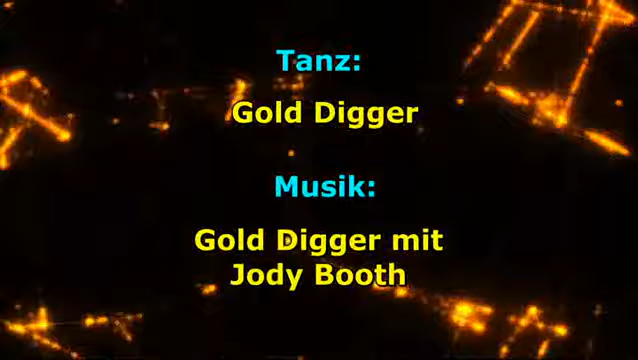 Tanz:
Gold Digger
Musik:
Gold Digger mit
Jody Booth